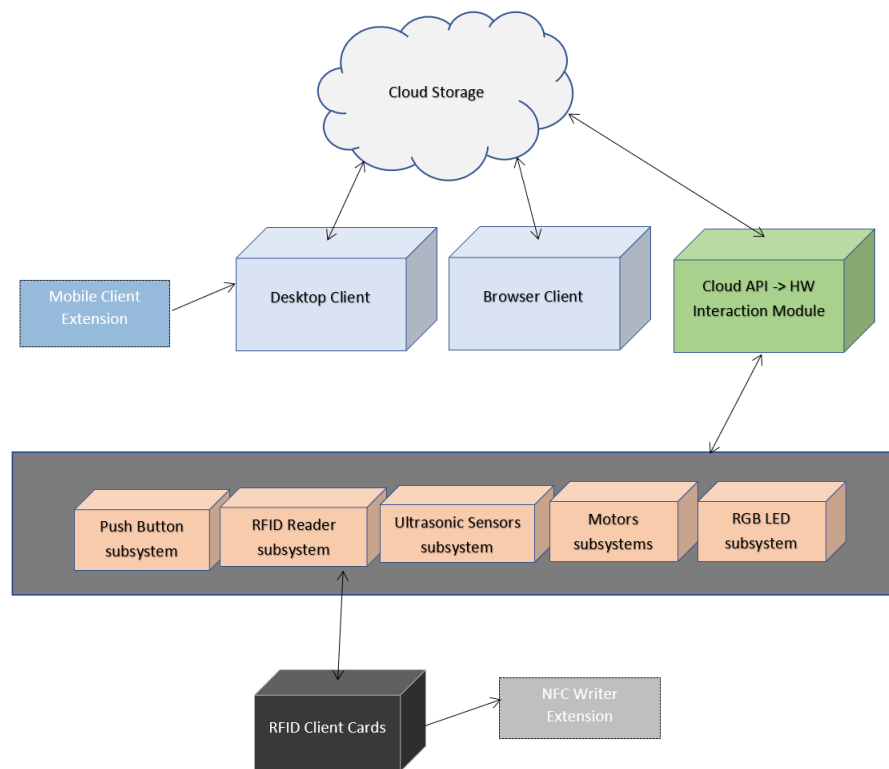 Cloud Storage
Mobile Client
Extension
Desktop Client
Browser Client
Cloud API -> HW
Interaction Module
Push Button
subsystem
RFID Reader
subsystem
Ultrasonic Sensors
subsystem
Motors
subsystems
RGB LED
subsystem
RFID Client Cards
NFC Writer
Extension